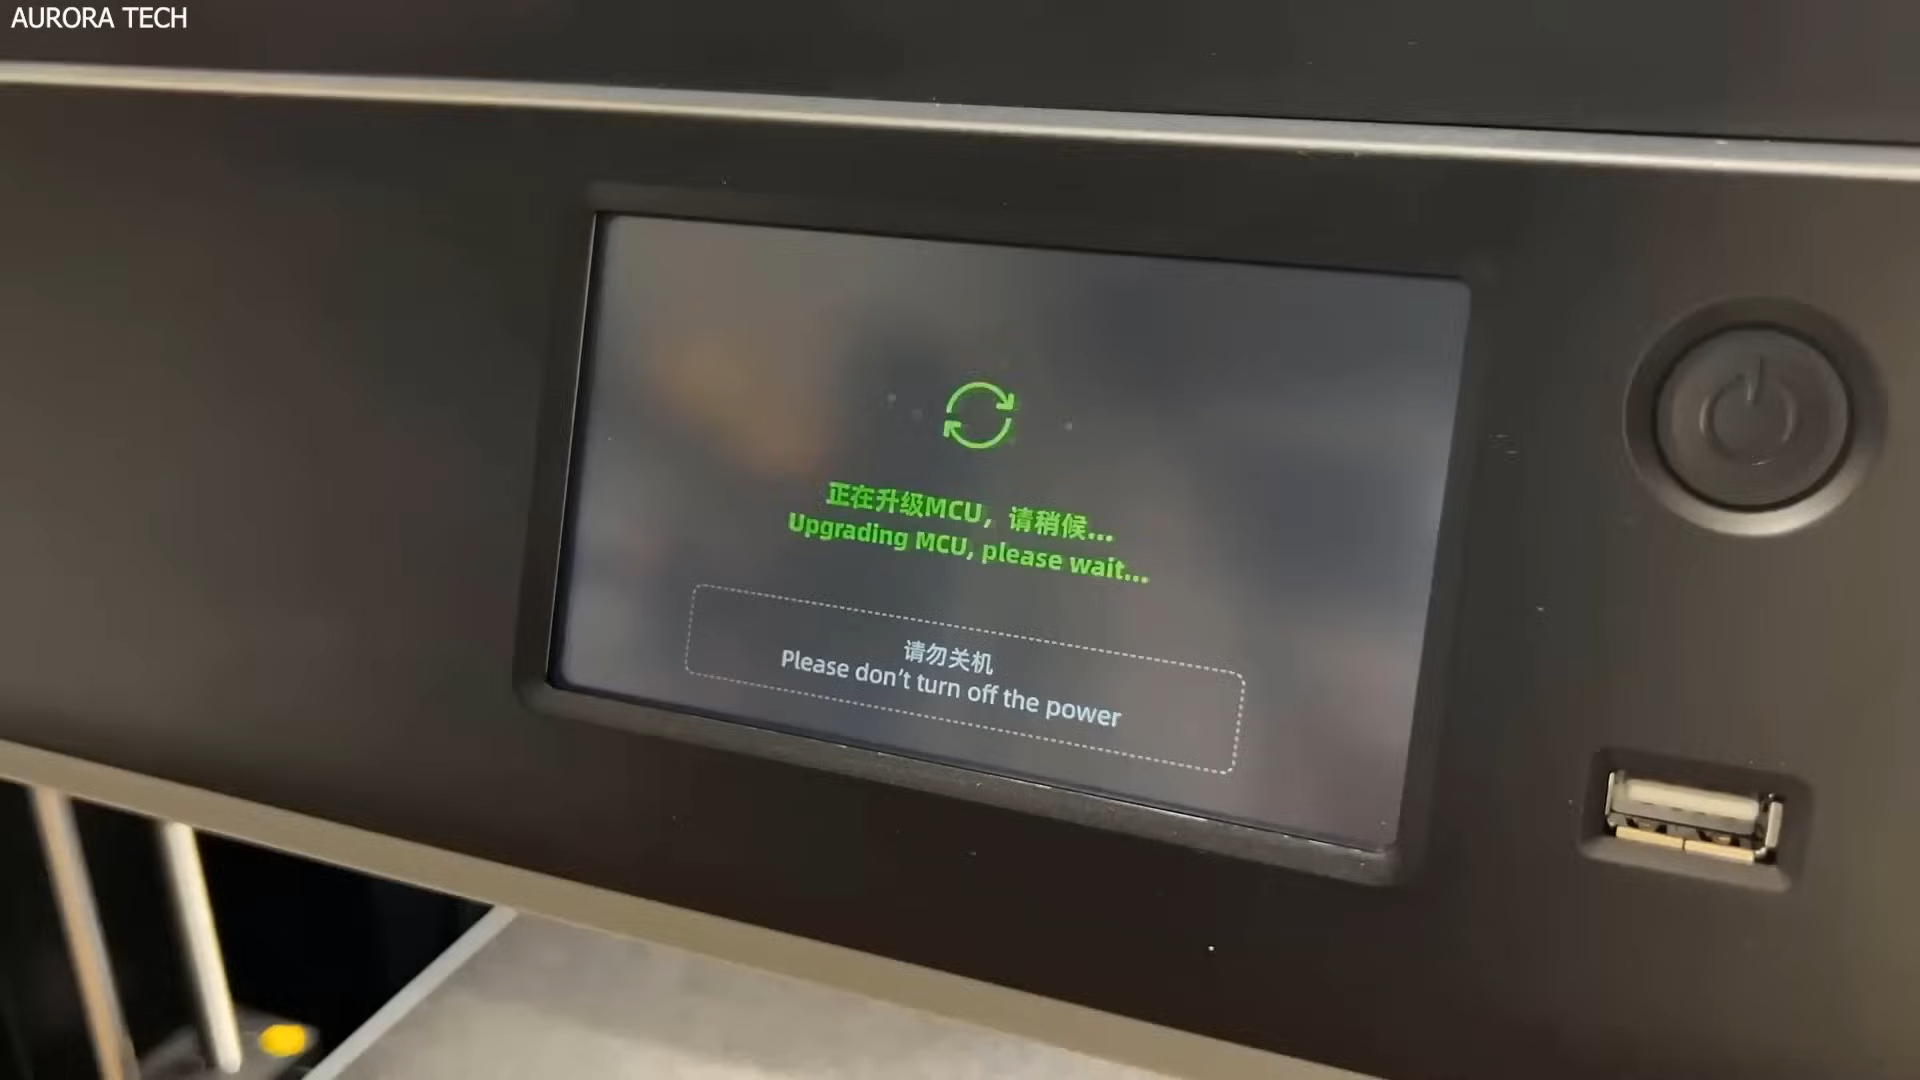 AURORA TECH
正在升级MCU，请稍候...
Upgrading MCU, please wait...
请勿关机
Please don't turn off the power